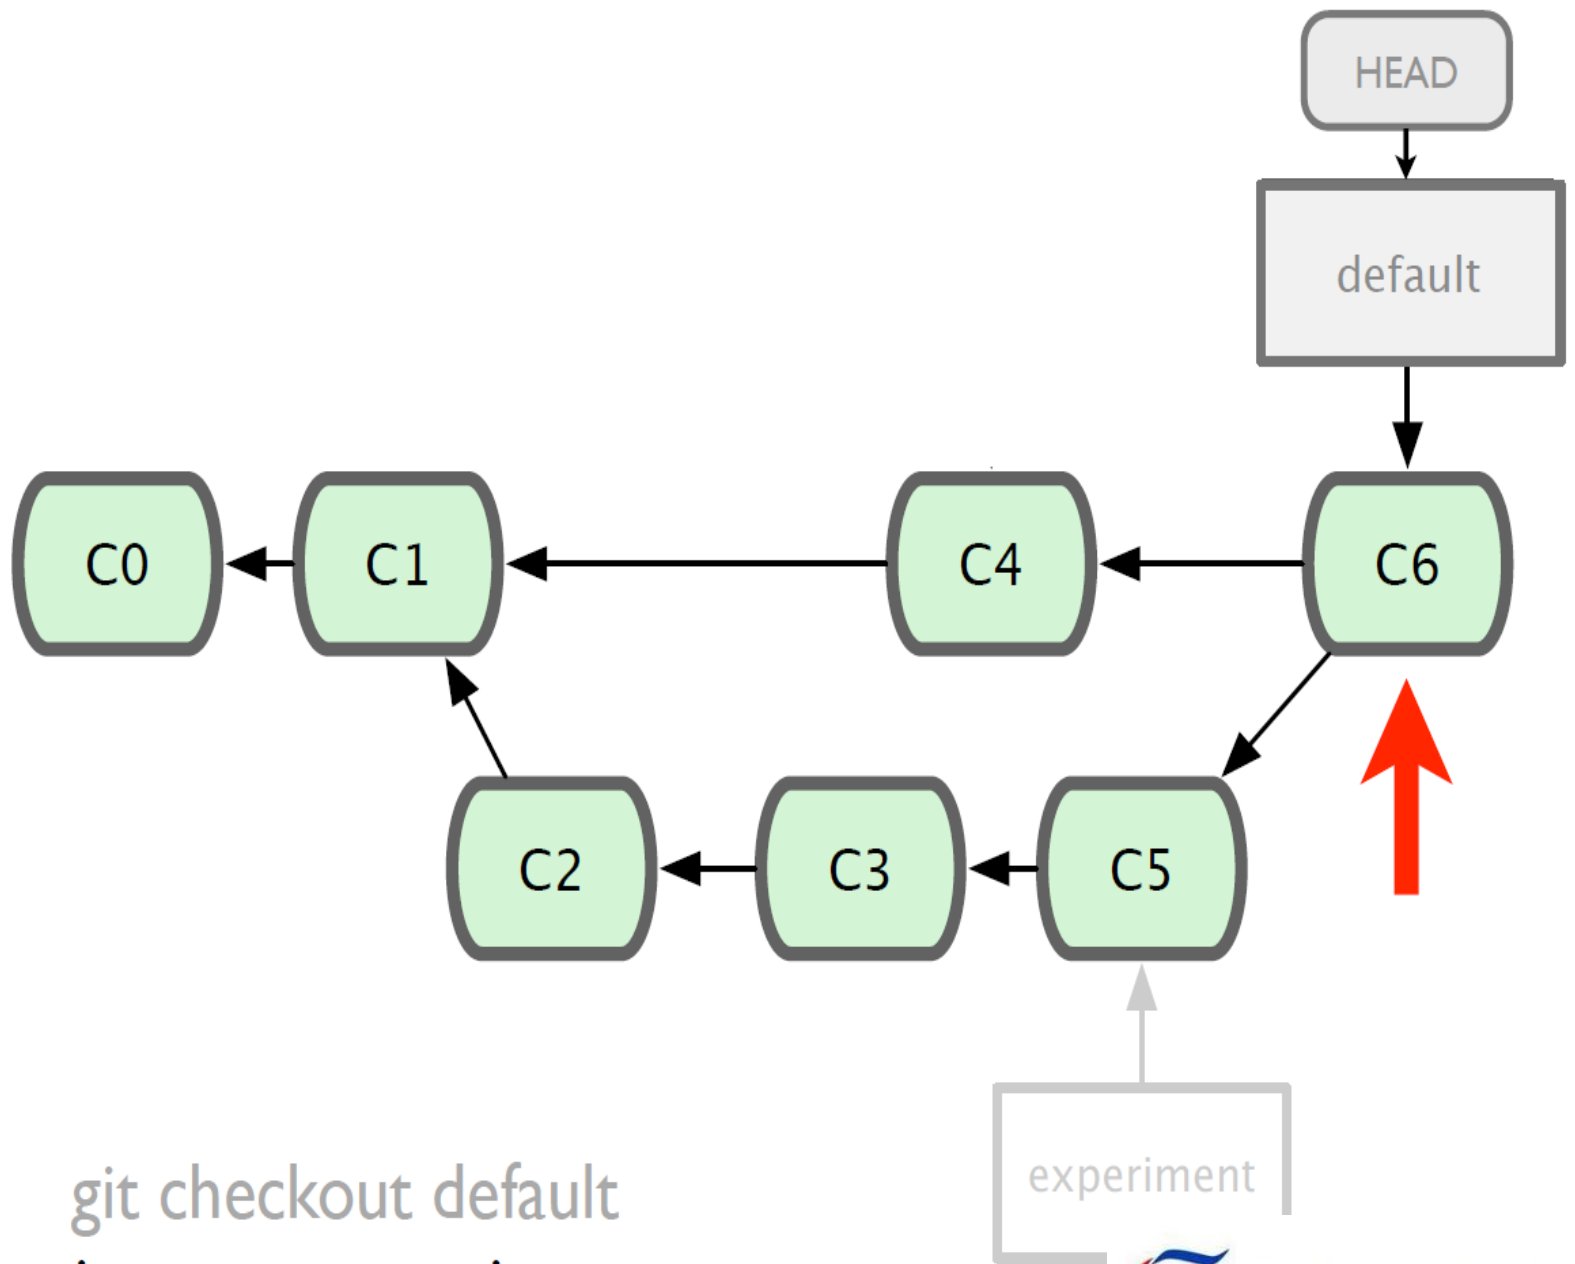 HEAD
default
C0 C1 C4 C6
C2 C3 C5
experiment
git checkout default